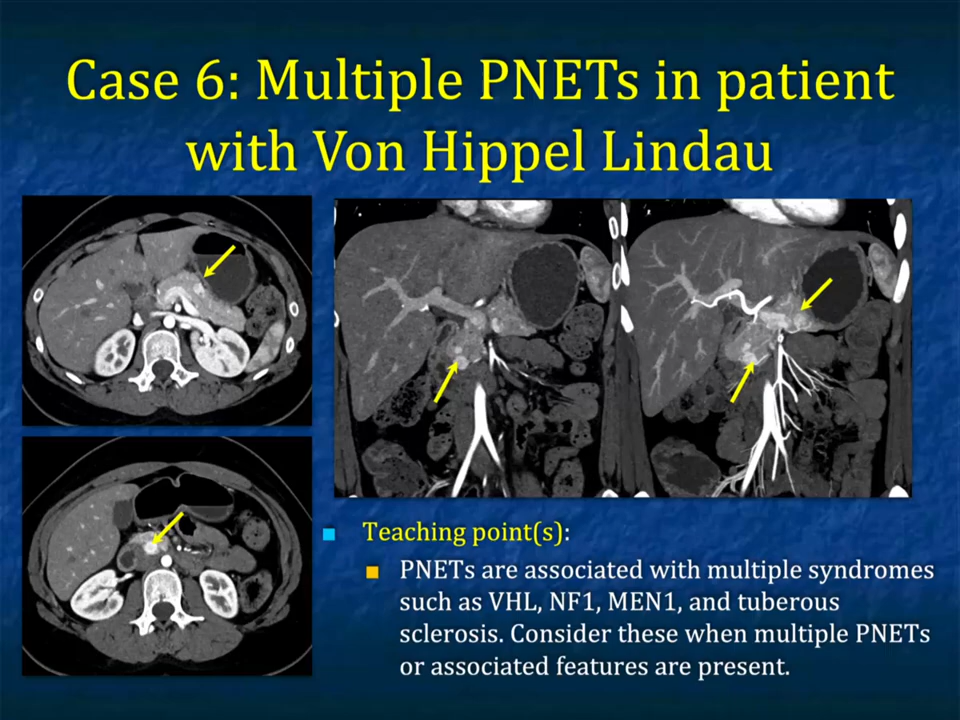 Case 6: Multiple PNETs in patient
with Von Hippel Lindau
Teaching point(s):
PNETs are associated with multiple syndromes
such as VHL, NF1, MEN1, and tuberous
sclerosis. Consider these when multiple PNETs
or associated features are present.